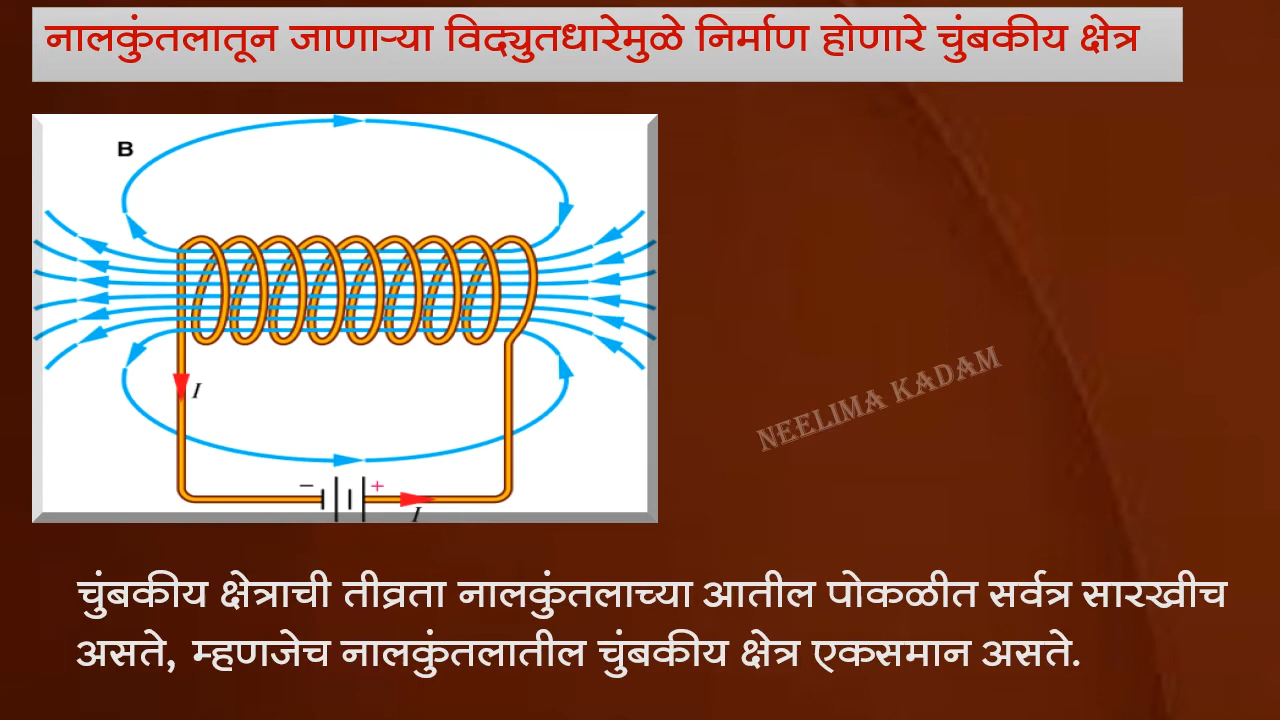 नालकुंतलातून जाणाऱ्या विद्युतधारेमुळे निर्माण होणारे चुंबकीय क्षेत्र
B
I
− +
I
NEELIMA KADAM
चुंबकीय क्षेत्राची तीव्रता नालकुंतलाच्या आतील पोकळीत सर्वत्र सारखीच
असते, म्हणजेच नालकुंतलातील चुंबकीय क्षेत्र एकसमान असते.